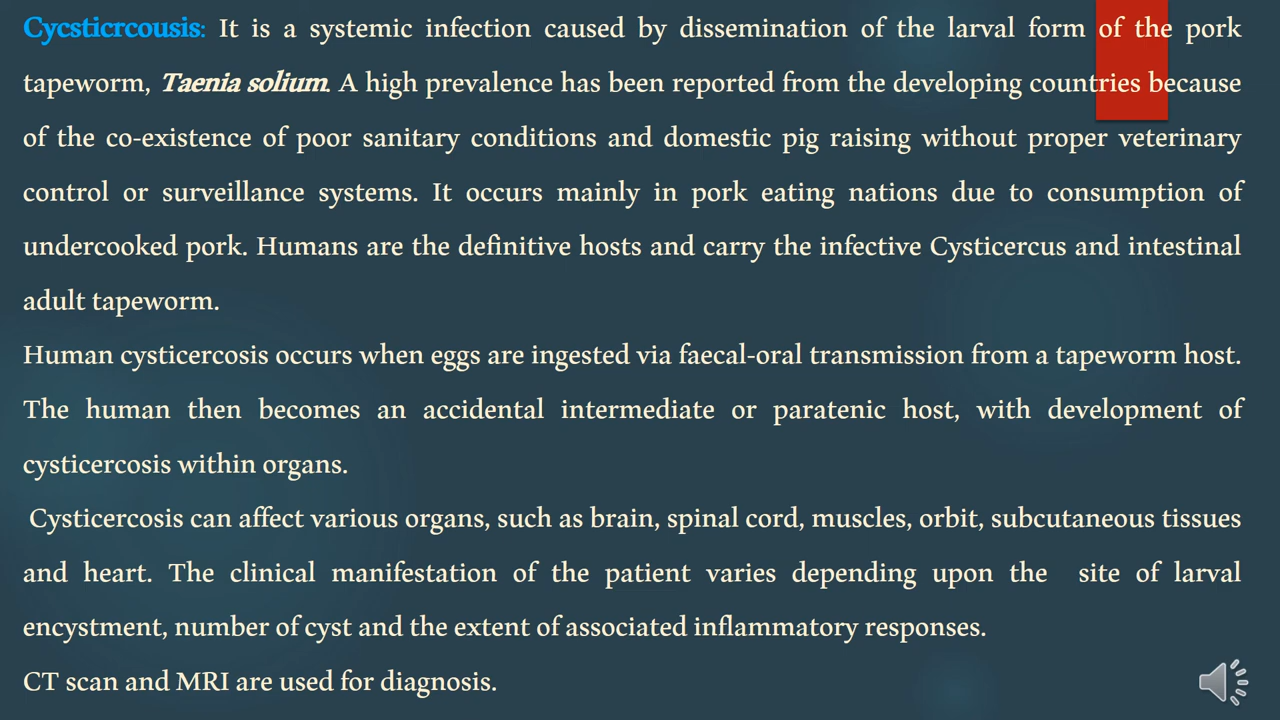 Cycsticrcousis: It is a systemic infection caused by dissemination of the larval form of the pork
tapeworm, Taenia solium. A high prevalence has been reported from the developing countries because
of the co-existence of poor sanitary conditions and domestic pig raising without proper veterinary
control or surveillance systems. It occurs mainly in pork eating nations due to consumption of
undercooked pork. Humans are the definitive hosts and carry the infective Cysticercus and intestinal
adult tapeworm.
Human cysticercosis occurs when eggs are ingested via faecal-oral transmission from a tapeworm host.
The human then becomes an accidental intermediate or paratenic host, with development of
cysticercosis within organs.
Cysticercosis can affect various organs, such as brain, spinal cord, muscles, orbit, subcutaneous tissues
and heart. The clinical manifestation of the patient varies depending upon the site of larval
encystment, number of cyst and the extent of associated inflammatory responses.
CT scan and MRI are used for diagnosis.